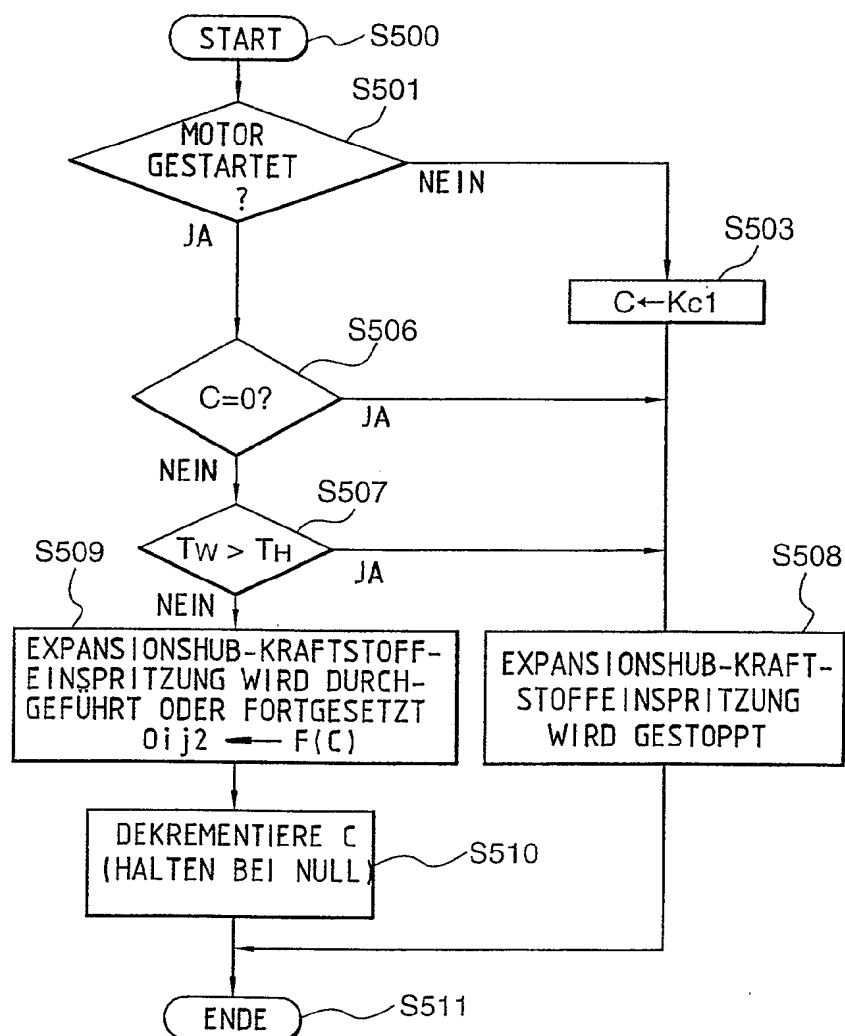 START
S500
S501
MOTOR
GESTARTET
?
NEIN
JA
S503
C←Kc1
S506
C=0?
JA
NEIN
S507
TW > TH
JA
NEIN
S509
S508
EXPANSIONSHUB-KRAFTSTOFF-
EINSPRITZUNG WIRD DURCH-
GEFÜHRT ODER FORTGESETZT
Oij2 ← F(C)
EXPANSIONSHUB-KRAFT-
STOFFEINSPRITZUNG
WIRD GESTOPPT
DEKREMENTIERE C
(HALTEN BEI NULL)
S510
ENDE
S511